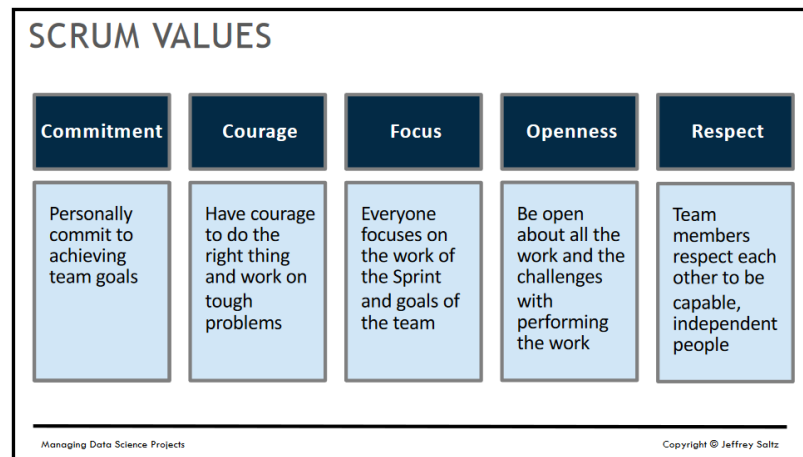 SCRUM VALUES
Commitment
Courage
Focus
Openness
Respect
Personally
commit to
achieving
team goals
Have courage
to do the
right thing
and work on
tough
problems
Everyone
focuses on
the work of
the Sprint
and goals of
the team
Be open
about all the
work and the
challenges
with
performing
the work
Team
members
respect each
other to be
capable,
independent
people
Managing Data Science Projects
Copyright © Jeffrey Saltz